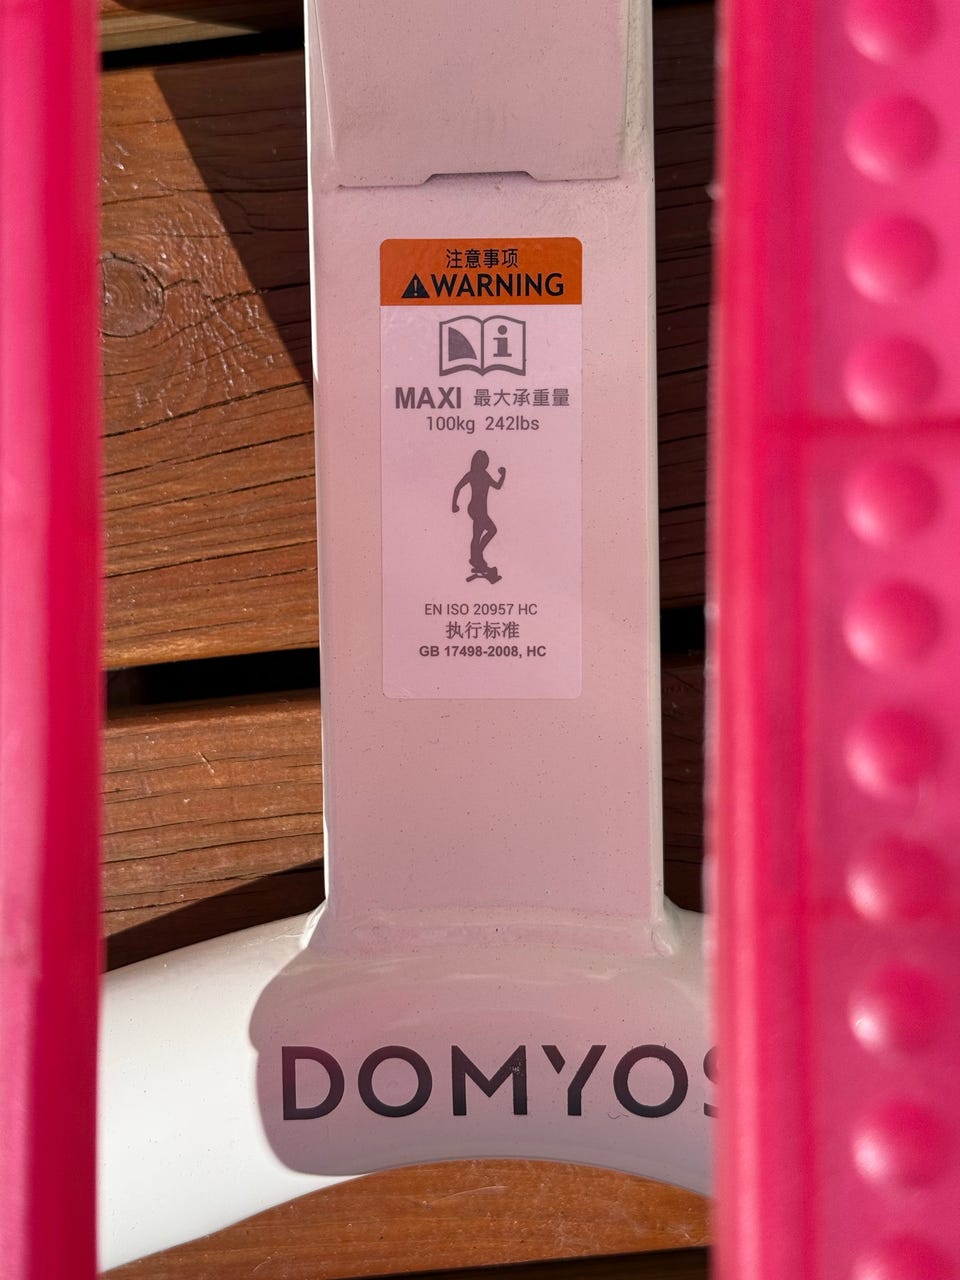 注意事项
WARNING
MAXI 最大承重量
100kg 242lbs
EN ISO 20957 HC
执行标准
GB 17498-2008, HC
DOMYOS